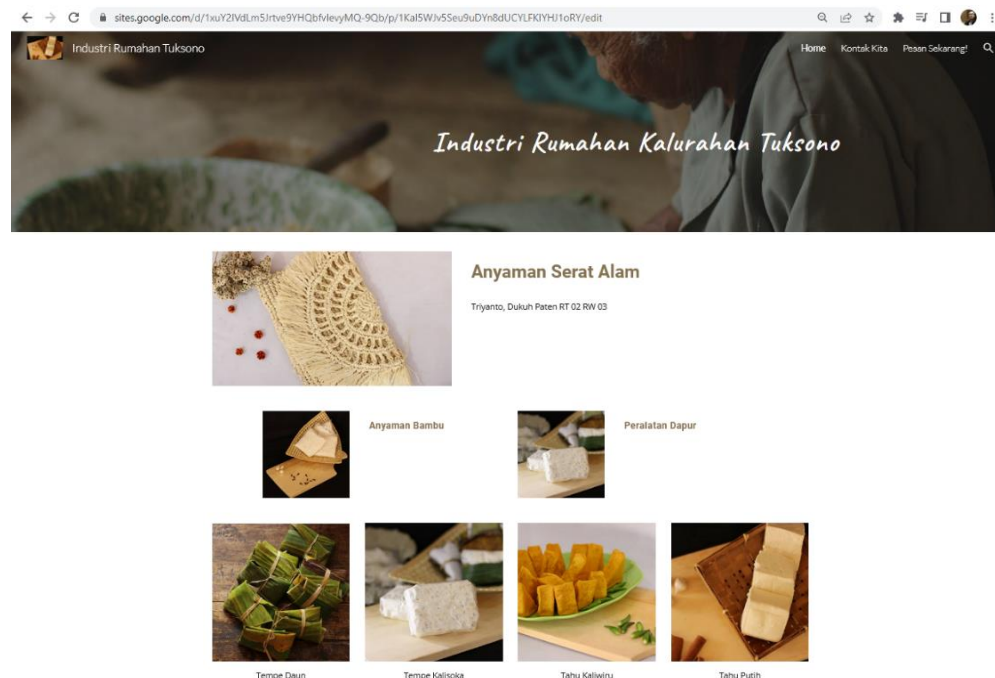 sites.google.com/d/1xuY2IVdLm5Jrtve9YHQbfvIevyMQ-9Qb/p/1Kal5WJv5Seu9uDYn8dUCYLFKIYHJ1oRY/edit
Industri Rumahan Tuksono
Home Kontak Kita Pesan Sekarang!
Industri Rumahan Kalurahan Tuksono
Anyaman Serat Alam
Triyanto, Dukuh Paten RT 02 RW 03
Anyaman Bambu
Peralatan Dapur
Tempe Daun
Tempe Kalisoka
Tahu Kaliwiru
Tahu Putih